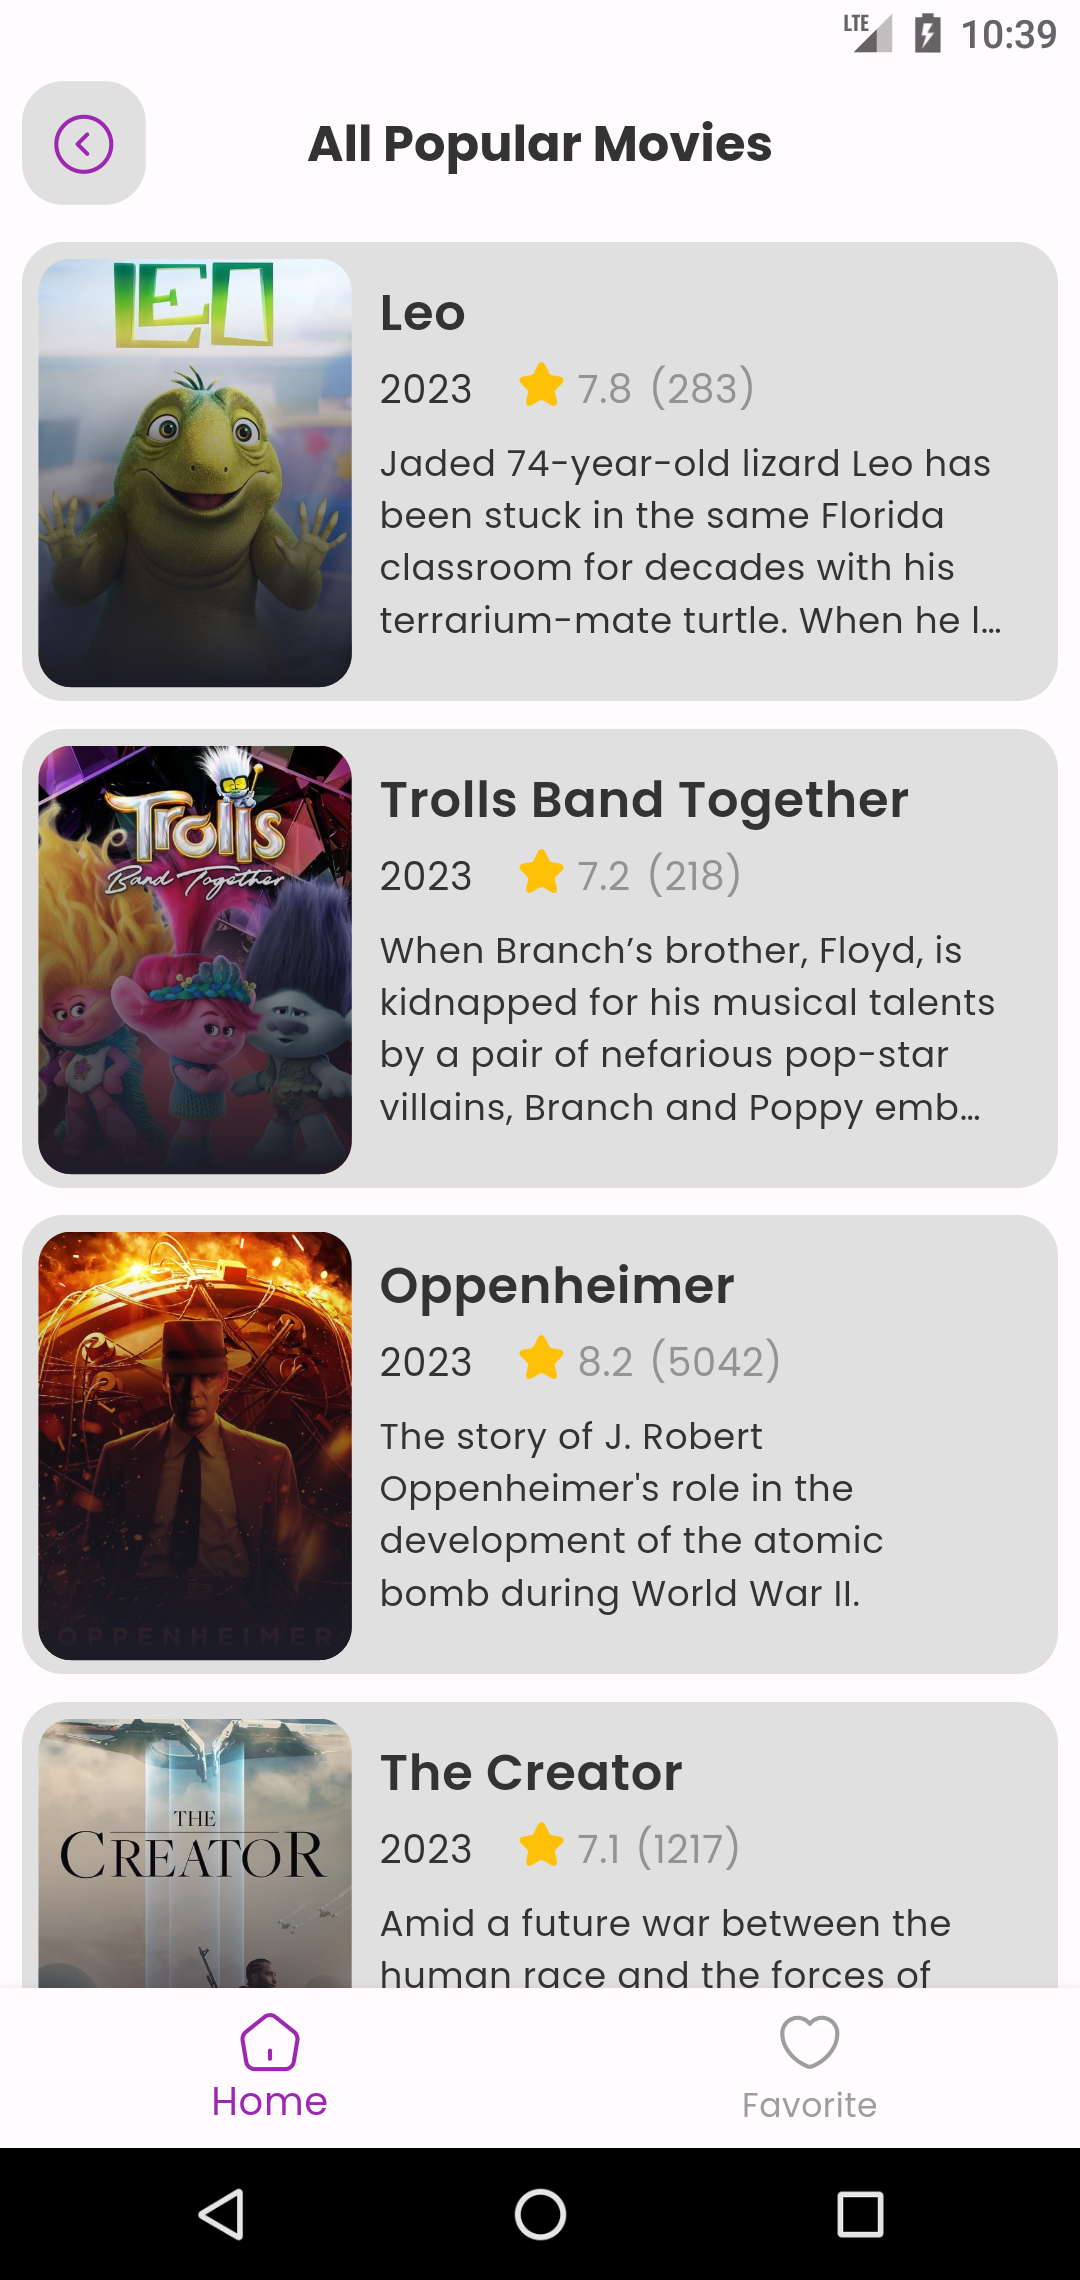 LTE 10:39
All Popular Movies
LEO
Leo
2023 7.8 (283)
Jaded 74-year-old lizard Leo has
been stuck in the same Florida
classroom for decades with his
terrarium-mate turtle. When he l...
Trolls
Band Together
Trolls Band Together
2023 7.2 (218)
When Branch’s brother, Floyd, is
kidnapped for his musical talents
by a pair of nefarious pop-star
villains, Branch and Poppy emb...
OPPENHEIMER
Oppenheimer
2023 8.2 (5042)
The story of J. Robert
Oppenheimer's role in the
development of the atomic
bomb during World War II.
THE
CREATOR
The Creator
2023 7.1 (1217)
Amid a future war between the
human race and the forces of
Home
Favorite